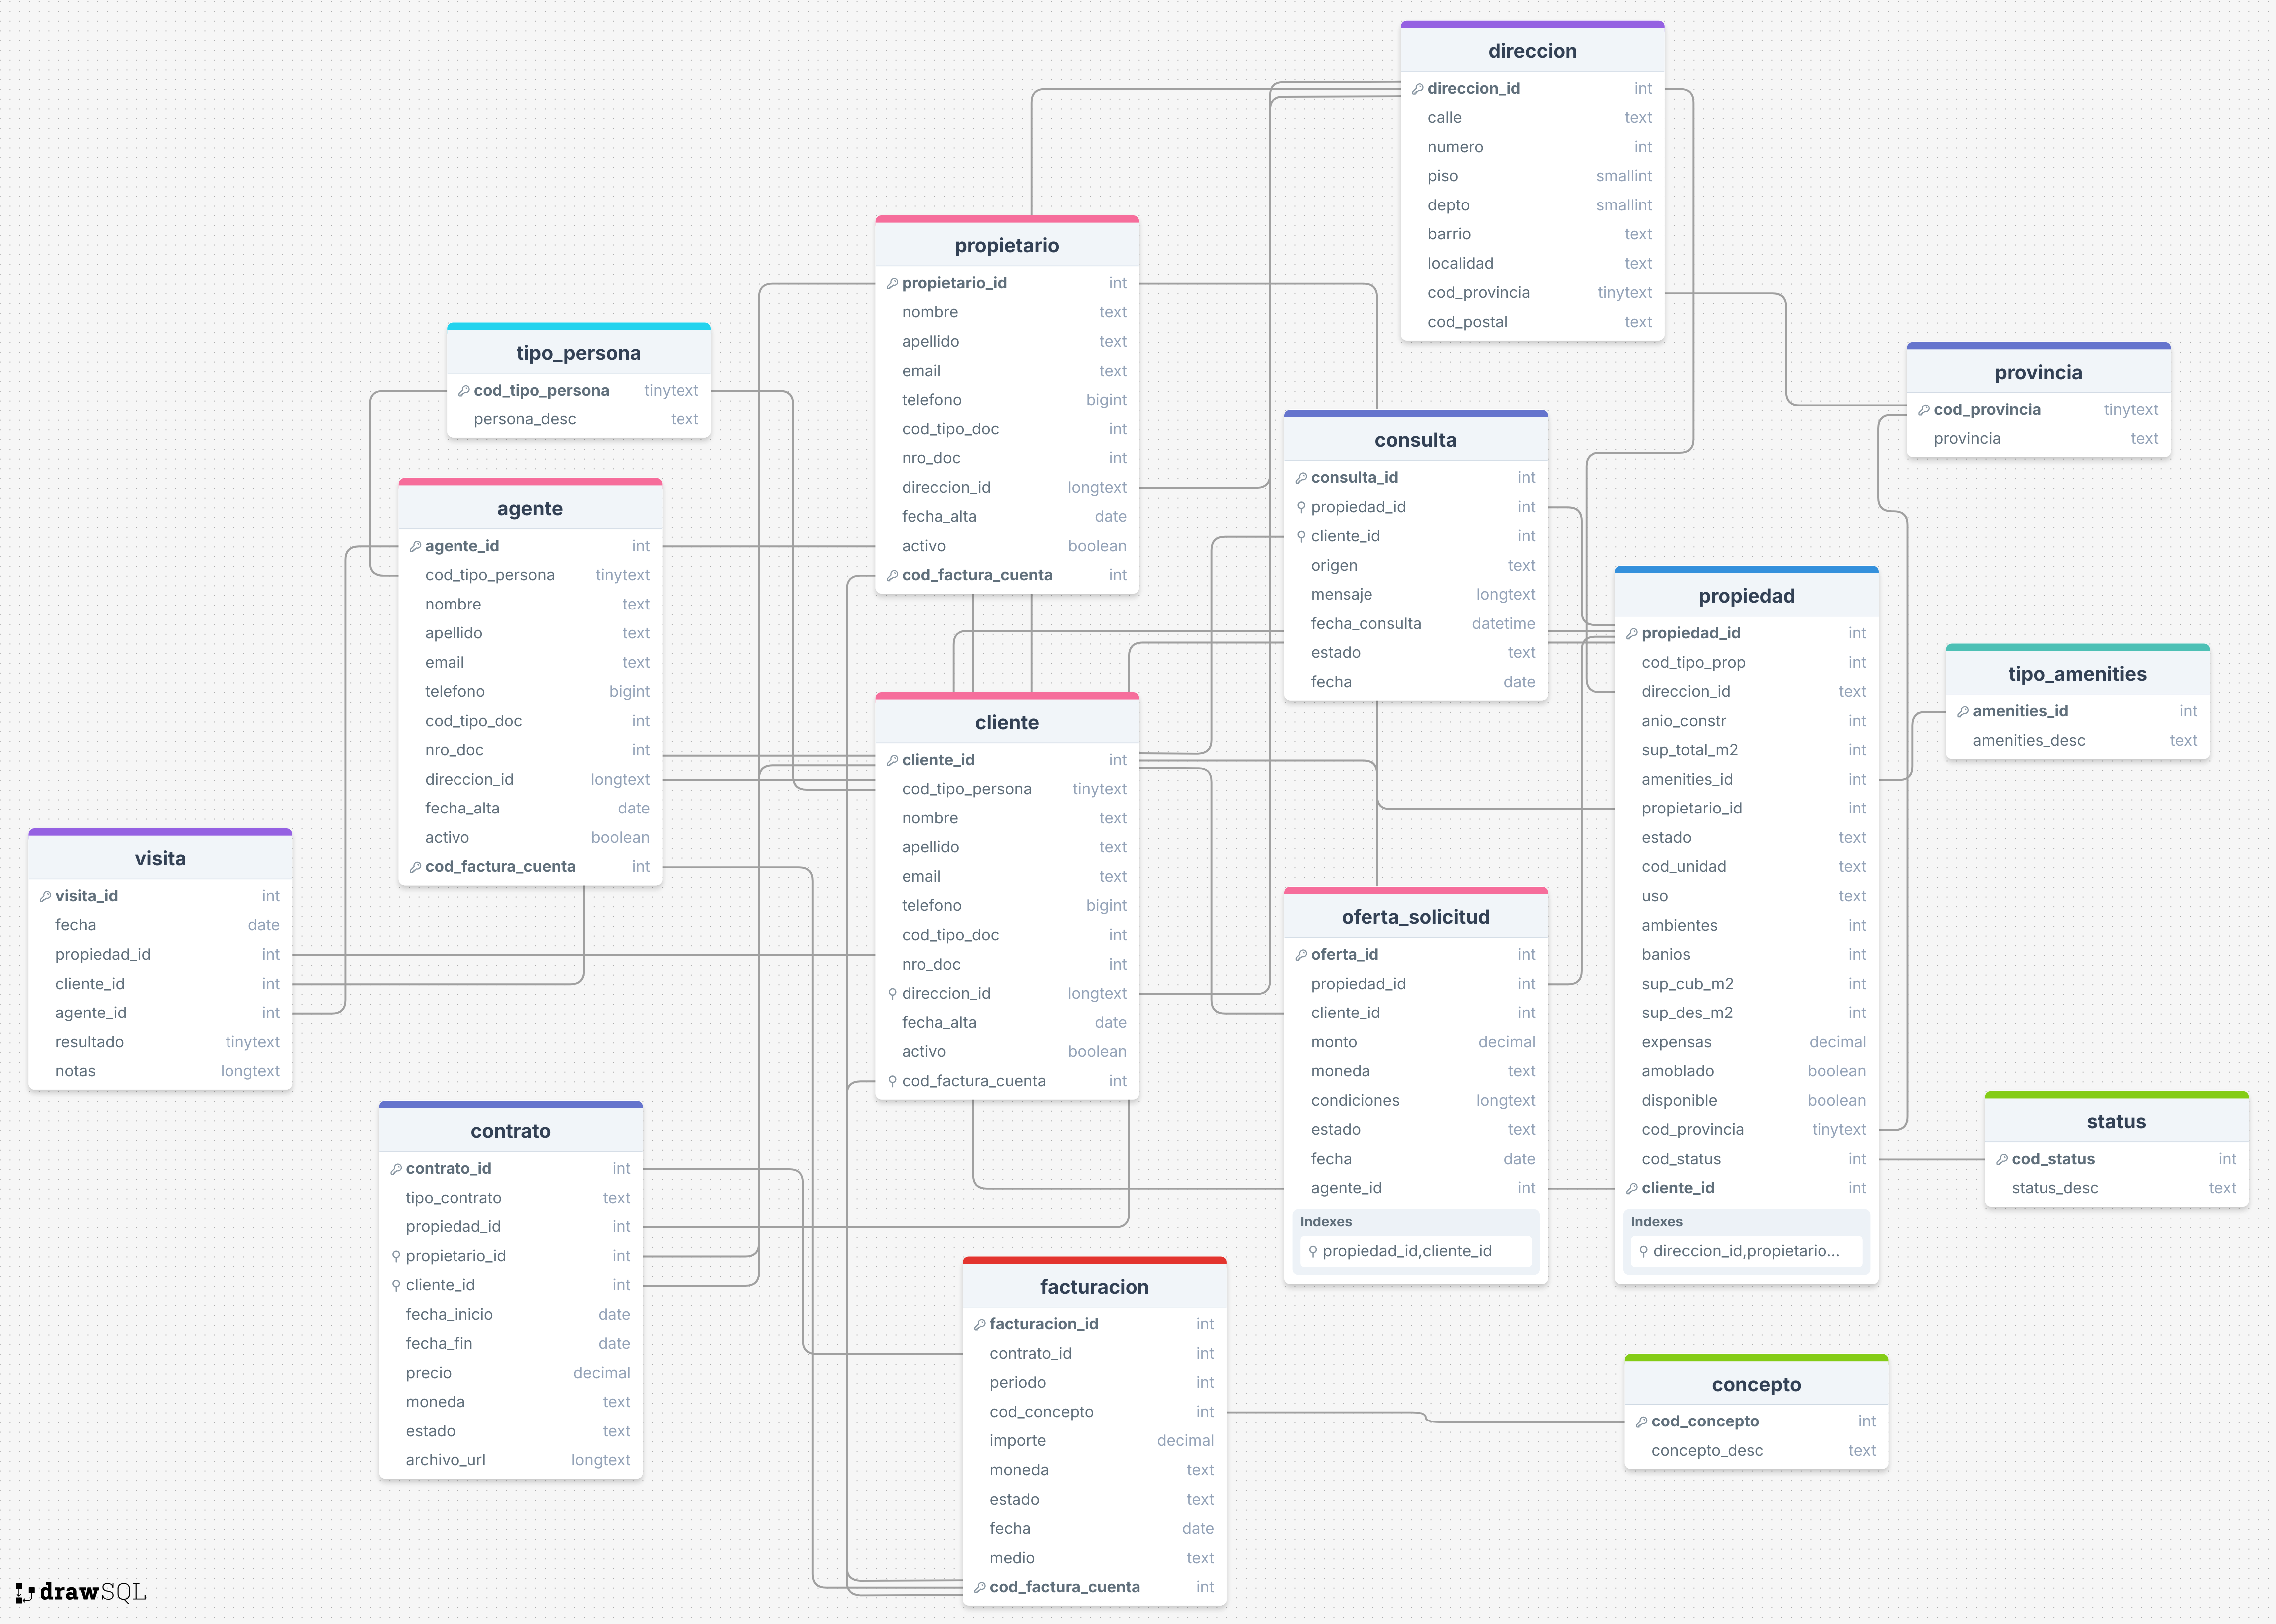 direccion
direccion_id int
calle text
numero int
piso smallint
depto smallint
barrio text
localidad text
cod_provincia tinytext
cod_postal text
propietario
propietario_id int
nombre text
apellido text
email text
telefono bigint
cod_tipo_doc int
nro_doc int
direccion_id longtext
fecha_alta date
activo boolean
cod_factura_cuenta int
tipo_persona
cod_tipo_persona tinytext
persona_desc text
provincia
cod_provincia tinytext
provincia text
consulta
consulta_id int
propiedad_id int
cliente_id int
origen text
mensaje longtext
fecha_consulta datetime
estado text
fecha date
agente
agente_id int
cod_tipo_persona tinytext
nombre text
apellido text
email text
telefono bigint
cod_tipo_doc int
nro_doc int
direccion_id longtext
fecha_alta date
activo boolean
cod_factura_cuenta int
propiedad
propiedad_id int
cod_tipo_prop int
direccion_id text
anio_constr int
sup_total_m2 int
amenities_id int
propietario_id int
estado text
cod_unidad text
uso text
ambientes int
banios int
sup_cub_m2 int
sup_des_m2 int
expensas decimal
amoblado boolean
disponible boolean
cod_provincia tinytext
cod_status int
cliente_id int
Indexes
direccion_id,propietario...
tipo_amenities
amenities_id int
amenities_desc text
cliente
cliente_id int
cod_tipo_persona tinytext
nombre text
apellido text
email text
telefono bigint
cod_tipo_doc int
nro_doc int
direccion_id longtext
fecha_alta date
activo boolean
cod_factura_cuenta int
visita
visita_id int
fecha date
propiedad_id int
cliente_id int
agente_id int
resultado tinytext
notas longtext
oferta_solicitud
oferta_id int
propiedad_id int
cliente_id int
monto decimal
moneda text
condiciones longtext
estado text
fecha date
agente_id int
Indexes
propiedad_id,cliente_id
status
cod_status int
status_desc text
contrato
contrato_id int
tipo_contrato text
propiedad_id int
propietario_id int
cliente_id int
fecha_inicio date
fecha_fin date
precio decimal
moneda text
estado text
archivo_url longtext
facturacion
facturacion_id int
contrato_id int
periodo int
cod_concepto int
importe decimal
moneda text
estado text
fecha date
medio text
cod_factura_cuenta int
concepto
cod_concepto int
concepto_desc text
drawSQL